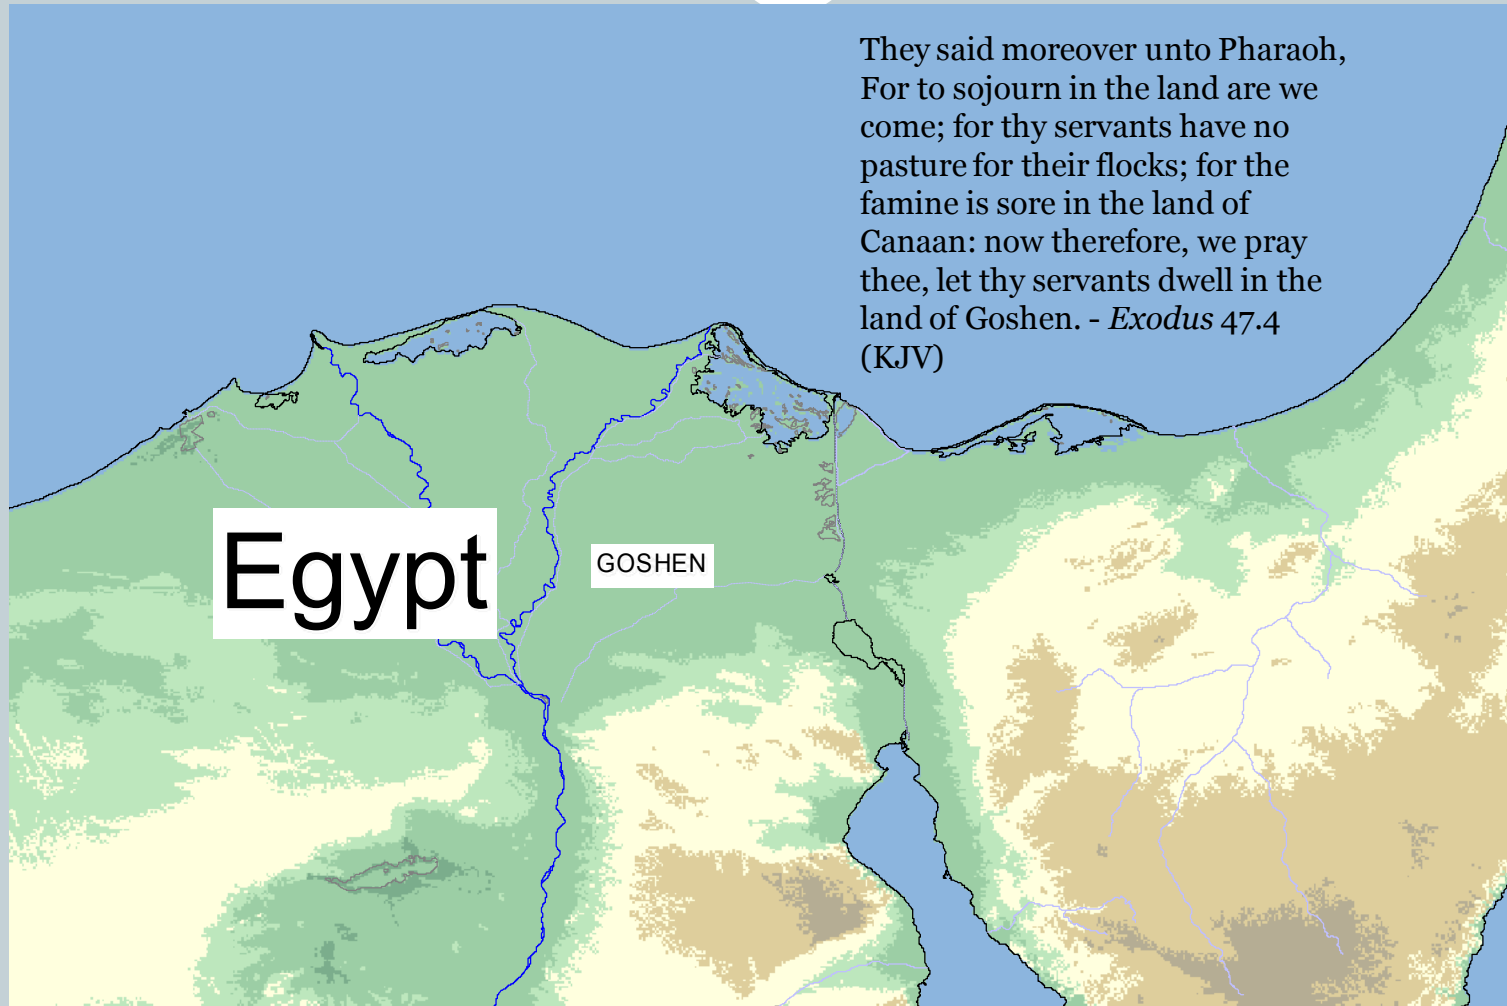 They said moreover unto Pharaoh,
For to sojourn in the land are we
come; for thy servants have no
pasture for their flocks; for the
famine is sore in the land of
Canaan: now therefore, we pray
thee, let thy servants dwell in the
land of Goshen. - Exodus 47.4
(KJV)
Egypt
GOSHEN